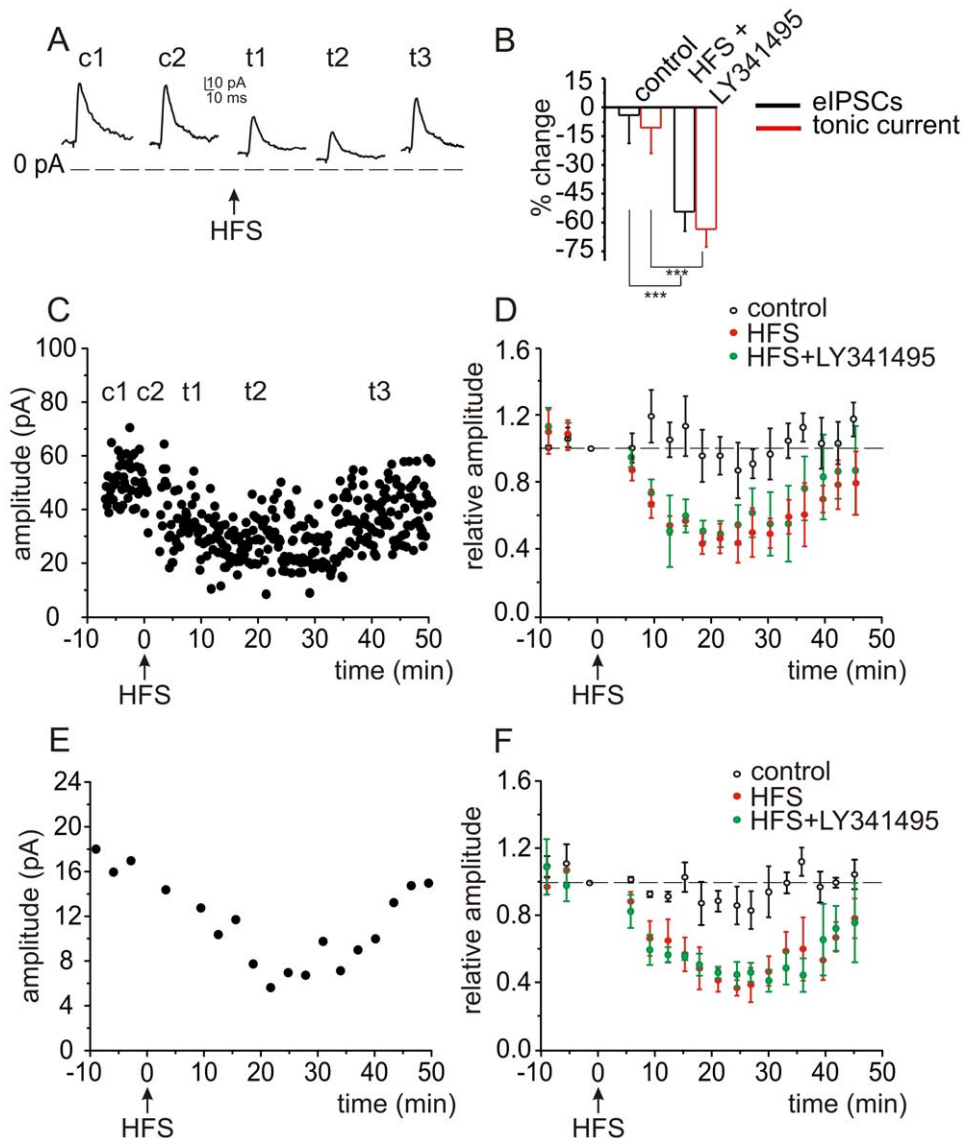 A
c1 c2 t1 t2 t3
10 pA
10 ms
0 pA
HFS
B
control
HFS +
LY341495
eIPSCs
tonic current
% change
15
0
-15
-30
-45
-60
-75
***
***
C
amplitude (pA)
100
80
60
40
20
0
c1 c2 t1 t2 t3
-10 0 10 20 30 40 50
HFS
time (min)
D
control
HFS
HFS+LY341495
relative amplitude
1.6
1.2
0.8
0.4
0.0
-10 0 10 20 30 40 50
HFS
time (min)
E
amplitude (pA)
24
20
16
12
8
4
0
-10 0 10 20 30 40 50
HFS
time (min)
F
control
HFS
HFS+LY341495
relative amplitude
1.6
1.2
0.8
0.4
0.0
-10 0 10 20 30 40 50
HFS
time (min)